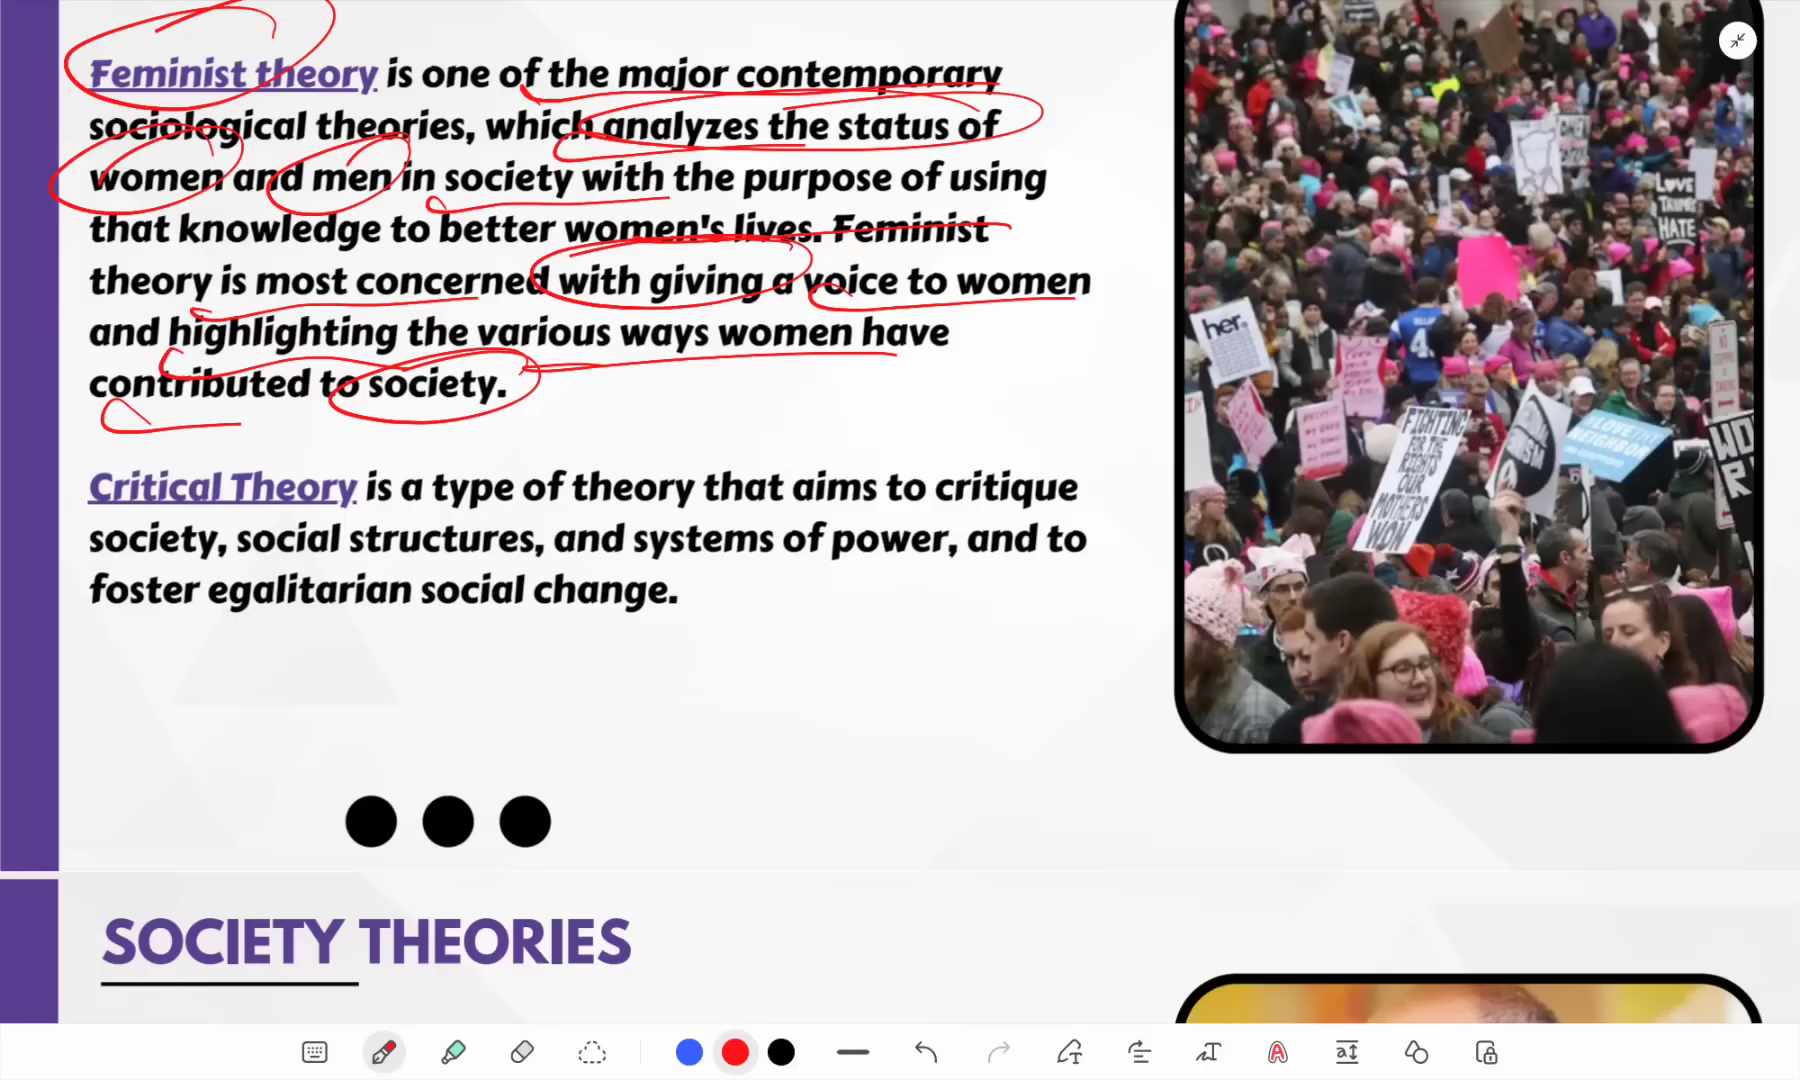 Feminist theory is one of the major contemporary
sociological theories, which analyzes the status of
women and men in society with the purpose of using
that knowledge to better women's lives. Feminist
theory is most concerned with giving a voice to women
and highlighting the various ways women have
contributed to society.
Critical Theory is a type of theory that aims to critique
society, social structures, and systems of power, and to
foster egalitarian social change.
LOVE
TRUMPS
HATE
her.
FIGHTING
FOR THE
RIGHTS
OUR
MOTHERS
WON
NEIGHBOR
WO
R
SOCIETY THEORIES